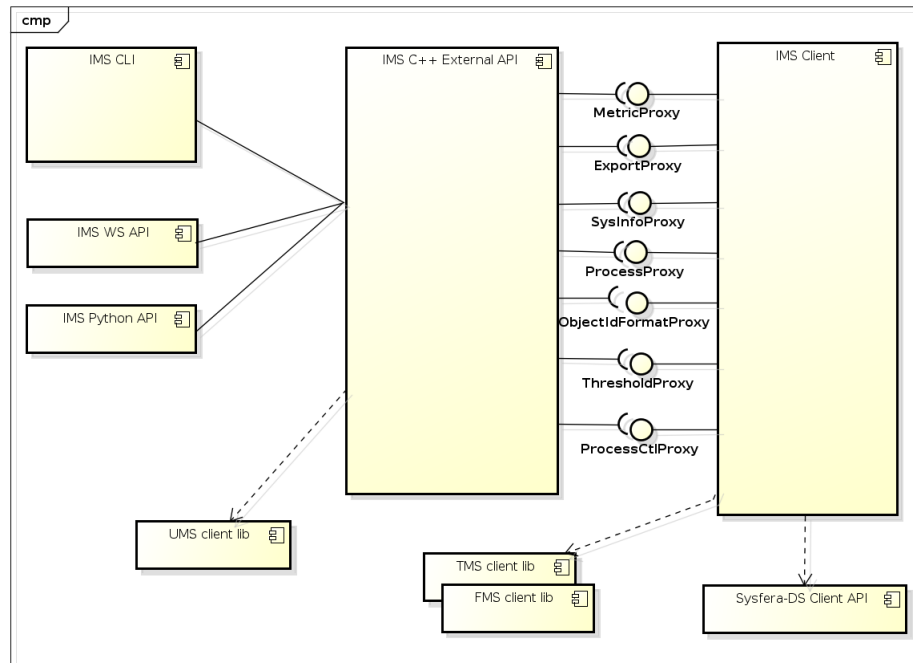 cmp
IMS CLI
IMS C++ External API
IMS Client
MetricProxy
ExportProxy
SysInfoProxy
IMS WS API
ProcessProxy
IMS Python API
ObjectIdFormatProxy
ThresholdProxy
ProcessCtlProxy
UMS client lib
TMS client lib
FMS client lib
Sysfera-DS Client API